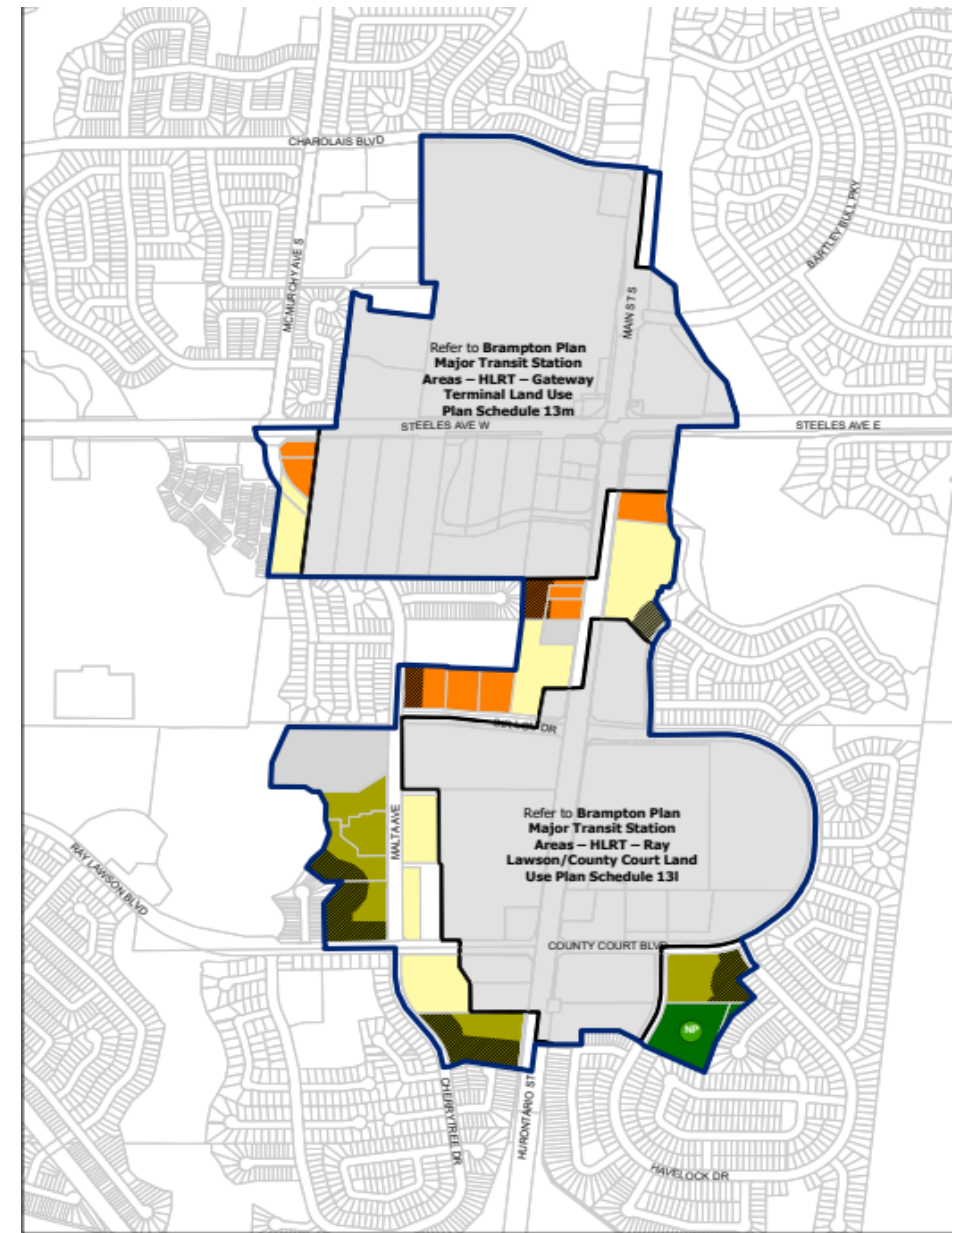 CHAROLAIS BLVD
BARTLEY BULL PKY
MCMURCHY AVE S
MAIN ST S
Refer to Brampton Plan
Major Transit Station
Areas – HLRT – Gateway
Terminal Land Use
Plan Schedule 13m
STEELES AVE W
STEELES AVE E
DR
Refer to Brampton Plan
Major Transit Station
Areas – HLRT – Ray
Lawson/County Court Land
Use Plan Schedule 13l
MALTA AVE
RAY LAWSON BLVD
COUNTY COURT BLVD
NP
CHERRYTREE DR
HURONTARIO ST
HAVELOCK DR